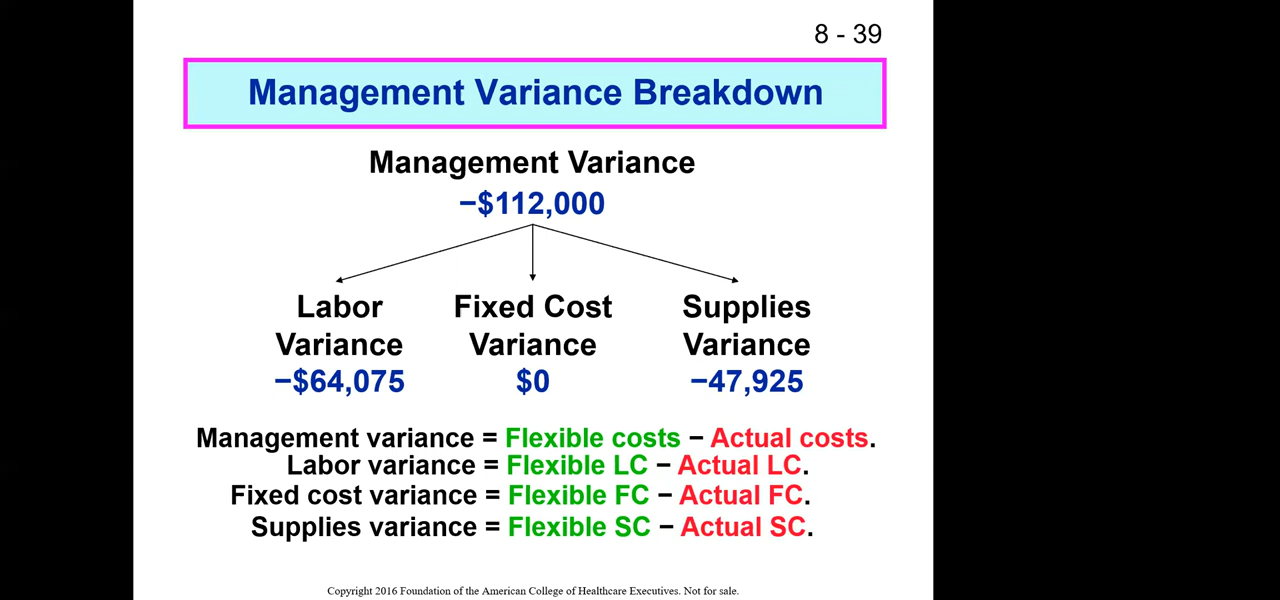 8 - 39
Management Variance Breakdown
Management Variance
−$112,000
Labor Fixed Cost Supplies
Variance Variance Variance
−$64,075 $0 −47,925
Management variance = Flexible costs − Actual costs.
Labor variance = Flexible LC − Actual LC.
Fixed cost variance = Flexible FC − Actual FC.
Supplies variance = Flexible SC − Actual SC.
Copyright 2016 Foundation of the American College of Healthcare Executives. Not for sale.